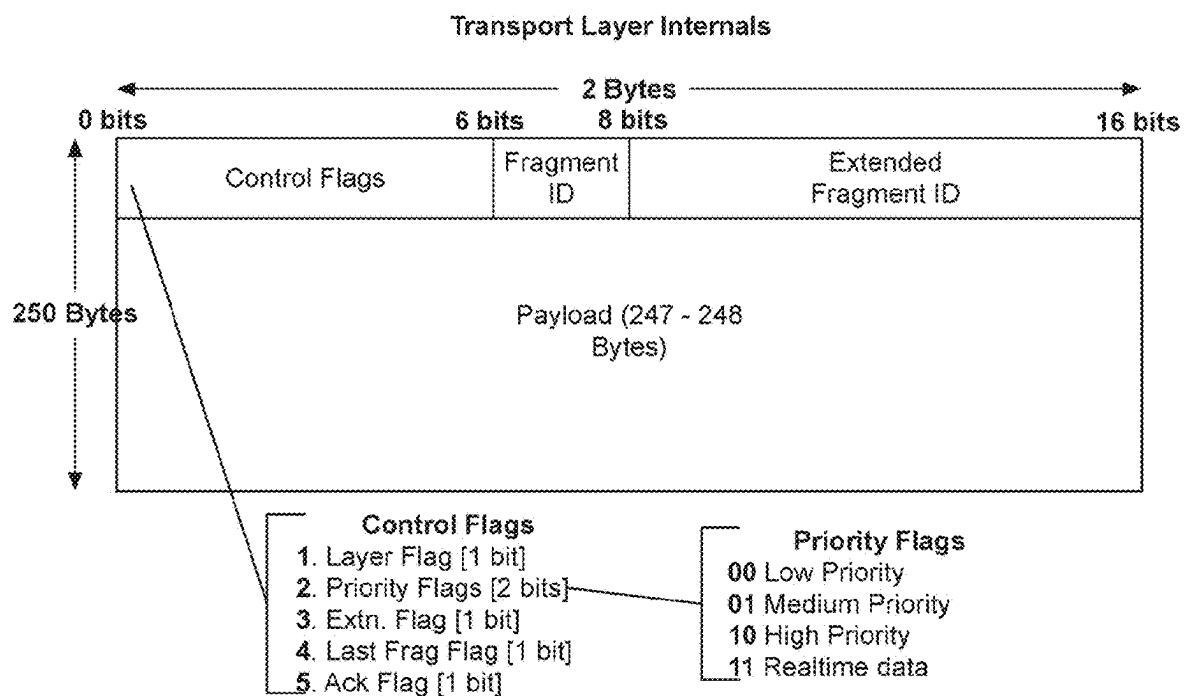 Transport Layer Internals
2 Bytes
0 bits
6 bits
8 bits
16 bits
Control Flags
Fragment
ID
Extended
Fragment ID
250 Bytes
Payload (247 - 248
Bytes)
Control Flags
1. Layer Flag [1 bit]
2. Priority Flags [2 bits]
3. Extn. Flag [1 bit]
4. Last Frag Flag [1 bit]
5. Ack Flag [1 bit]
Priority Flags
00 Low Priority
01 Medium Priority
10 High Priority
11 Realtime data